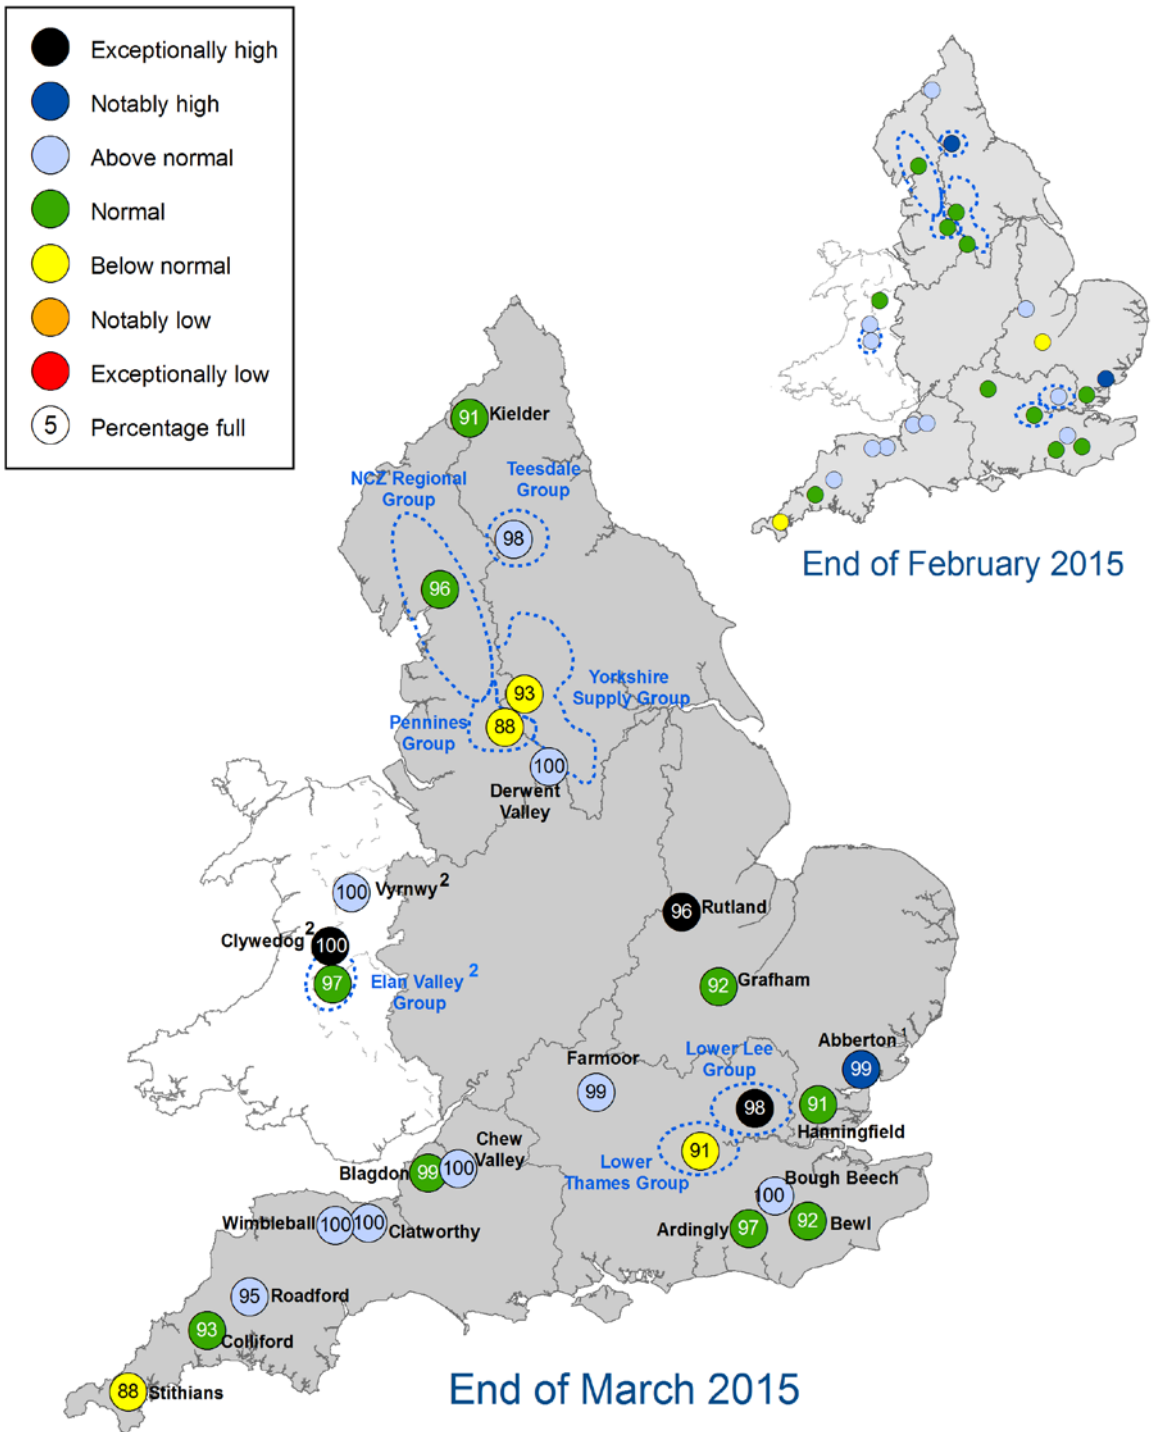 Exceptionally high
Notably high
Above normal
Normal
Below normal
Notably low
Exceptionally low
5 Percentage full
End of February 2015
91 Kielder
NCZ Regional
Group
Teesdale
Group
98
96
Yorkshire
Supply Group
93
Pennines
Group
88
100
Derwent
Valley
100 Vyrnwy 2
Clywedog 2
100
97
Elan Valley 2
Group
96 Rutland
92 Grafham
Abberton 1
99
Farmoor
99
Lower Lee
Group
98
91
Hanningfield
91
Lower
Thames Group
Chew
Valley
Blagdon 99 100
Bough Beech
100
Ardingly 97
92 Bewl
Wimbleball 100 100 Clatworthy
95 Roadford
93 Colliford
88 Stithians
End of March 2015